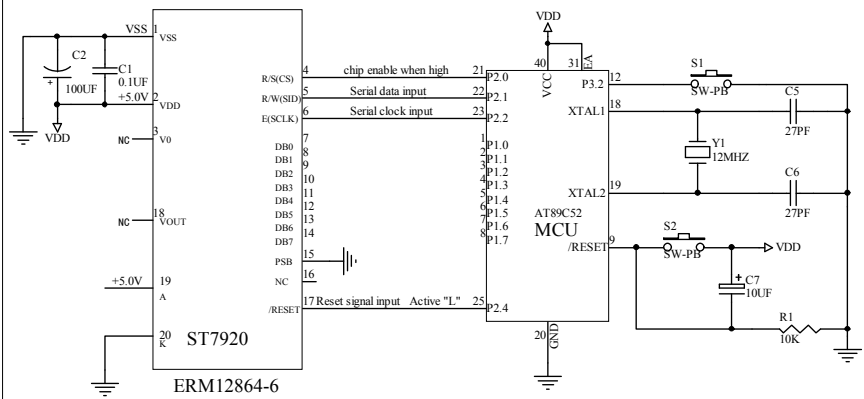 VSS 1 VSS
C2
100UF
C1
0.1UF
+5.0V 2 VDD
VDD
NC 3 V0
NC 18 VOUT
+5.0V 19 A
20 K
ST7920
ERM12864-6
R/S(CS) 4 chip enable when high 21 P2.0
R/W(SID) 5 Serial data input 22 P2.1
E(SCLK) 6 Serial clock input 23 P2.2
DB0 7
DB1 8
DB2 9
DB3 10
DB4 11
DB5 12
DB6 13
DB7 14
PSB 15
NC 16
/RESET 17 Reset signal input Active "L" 25 P2.4
1 P1.0
2 P1.1
3 P1.2
4 P1.3
5 P1.4
6 P1.5
7 P1.6
8 P1.7
VDD
40 VCC
31 EA
AT89C52
MCU
20 GND
P3.2 12
S1
SW-PB
XTAL1 18
C5
27PF
Y1
12MHZ
XTAL2 19
C6
27PF
/RESET 9
S2
SW-PB
VDD
C7
10UF
R1
10K